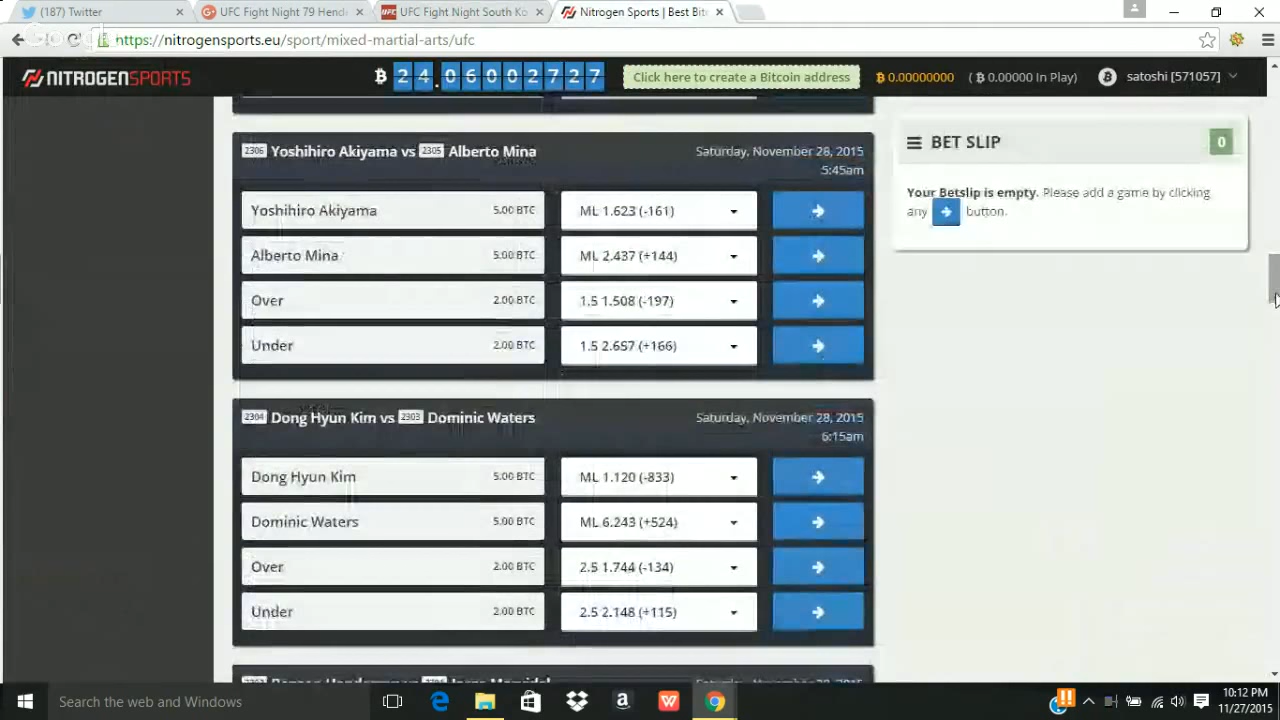 (187) Twitter
UFC Fight Night 79 Hende
UFC Fight Night South Ko
Nitrogen Sports | Best Bit
https://nitrogensports.eu/sport/mixed-martial-arts/ufc
NITROGENSPORTS
24.06002727
Click here to create a Bitcoin address
0.00000000
( 0.00000 In Play)
satoshi [571057]
2306 Yoshihiro Akiyama vs 2305 Alberto Mina
Saturday, November 28, 2015
5:45am
Yoshihiro Akiyama 5.00 BTC ML 1.623 (-161)
Alberto Mina 5.00 BTC ML 2.437 (+144)
Over 2.00 BTC 1.5 1.508 (-197)
Under 2.00 BTC 1.5 2.657 (+166)
2304 Dong Hyun Kim vs 2303 Dominic Waters
Saturday, November 28, 2015
6:15am
Dong Hyun Kim 5.00 BTC ML 1.120 (-833)
Dominic Waters 5.00 BTC ML 6.243 (+524)
Over 2.00 BTC 2.5 1.744 (-134)
Under 2.00 BTC 2.5 2.148 (+115)
BET SLIP 0
Your Betslip is empty. Please add a game by clicking
any button.
Search the web and Windows
10:12 PM
11/27/2015